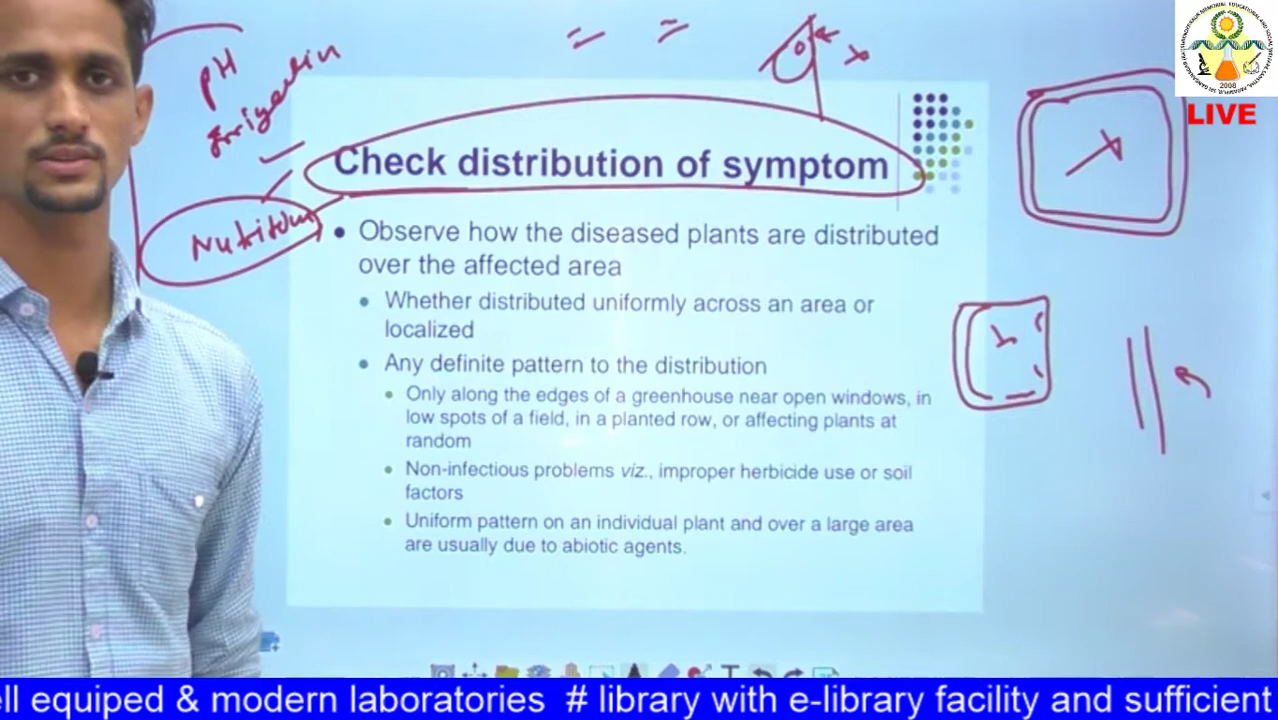 pH
Irrigation
Nutrition
Check distribution of symptom
• Observe how the diseased plants are distributed
over the affected area
• Whether distributed uniformly across an area or
localized
• Any definite pattern to the distribution
• Only along the edges of a greenhouse near open windows, in
low spots of a field, in a planted row, or affecting plants at
random
• Non-infectious problems viz., improper herbicide use or soil
factors
• Uniform pattern on an individual plant and over a large area
are usually due to abiotic agents.
2008
LIVE
ell equiped & modern laboratories # library with e-library facility and sufficient